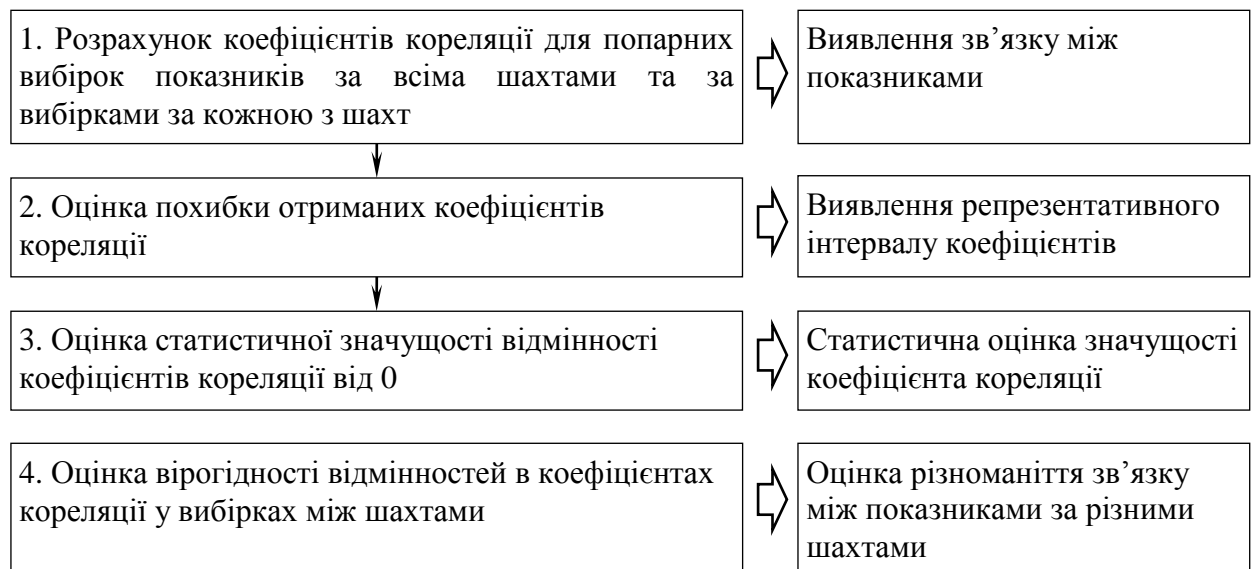 1. Розрахунок коефіцієнтів кореляції для попарних
вибірок показників за всіма шахтами та за
вибірками за кожною з шахт
Виявлення зв’язку між
показниками
2. Оцінка похибки отриманих коефіцієнтів
кореляції
Виявлення репрезентативного
інтервалу коефіцієнтів
3. Оцінка статистичної значущості відмінності
коефіцієнтів кореляції від 0
Статистична оцінка значущості
коефіцієнта кореляції
4. Оцінка вірогідності відмінностей в коефіцієнтах
кореляції у вибірках між шахтами
Оцінка різноманіття зв’язку
між показниками за різними
шахтами